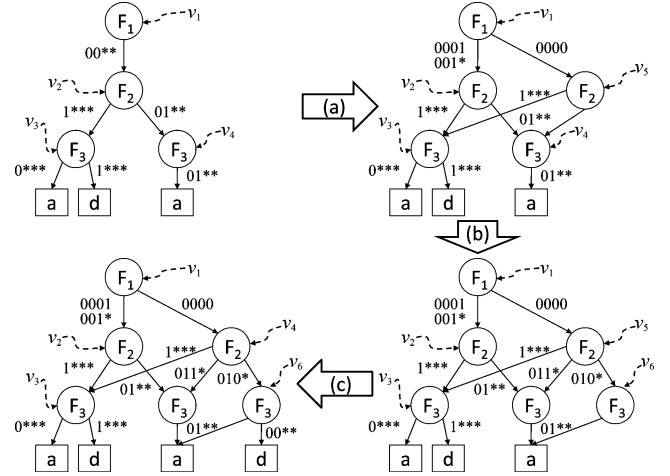 F1 v1
00**
v2 F2
1*** 01**
v3 F3 F3 v4
0*** 1*** 01**
a d a
(a)
F1 v1
0001 0000
001*
v2 F2 F2 v5
1*** 1***
01**
v3 F3 F3 v4
0*** 1*** 01**
a d a
(b)
F1 v1
0001 0000
001*
v2 F2 F2 v5
1*** 1***
01** 011* 010*
v3 F3 F3 F3 v6
0*** 1*** 01**
a d a
(c)
F1 v1
0001 0000
001*
v2 F2 F2 v4
1*** 1***
01** 011* 010*
v3 F3 F3 F3 v6
0*** 1*** 01** 00**
a d a d